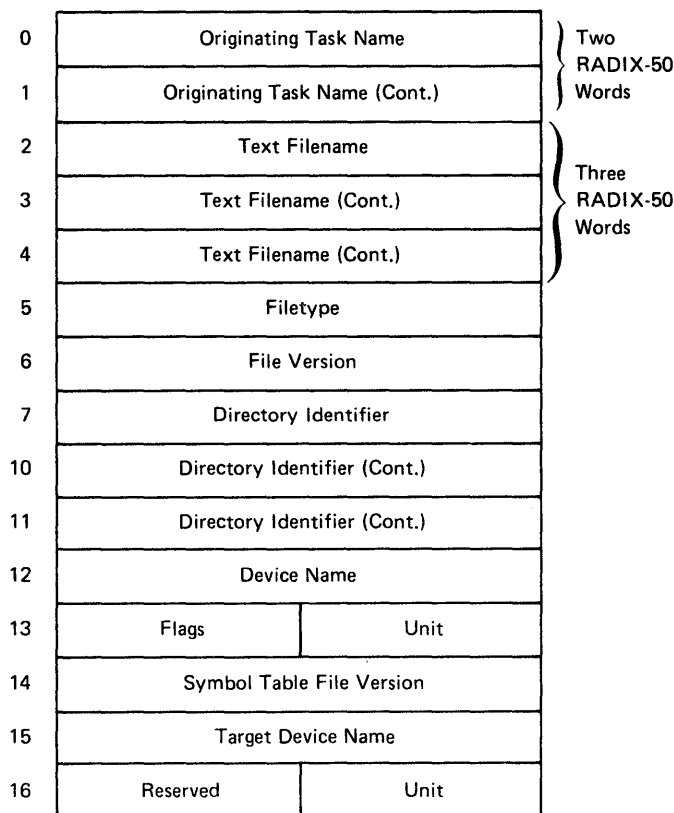 0 Originating Task Name
1 Originating Task Name (Cont.)
Two
RADIX-50
Words
2 Text Filename
3 Text Filename (Cont.)
4 Text Filename (Cont.)
Three
RADIX-50
Words
5 Filetype
6 File Version
7 Directory Identifier
10 Directory Identifier (Cont.)
11 Directory Identifier (Cont.)
12 Device Name
13 Flags Unit
14 Symbol Table File Version
15 Target Device Name
16 Reserved Unit